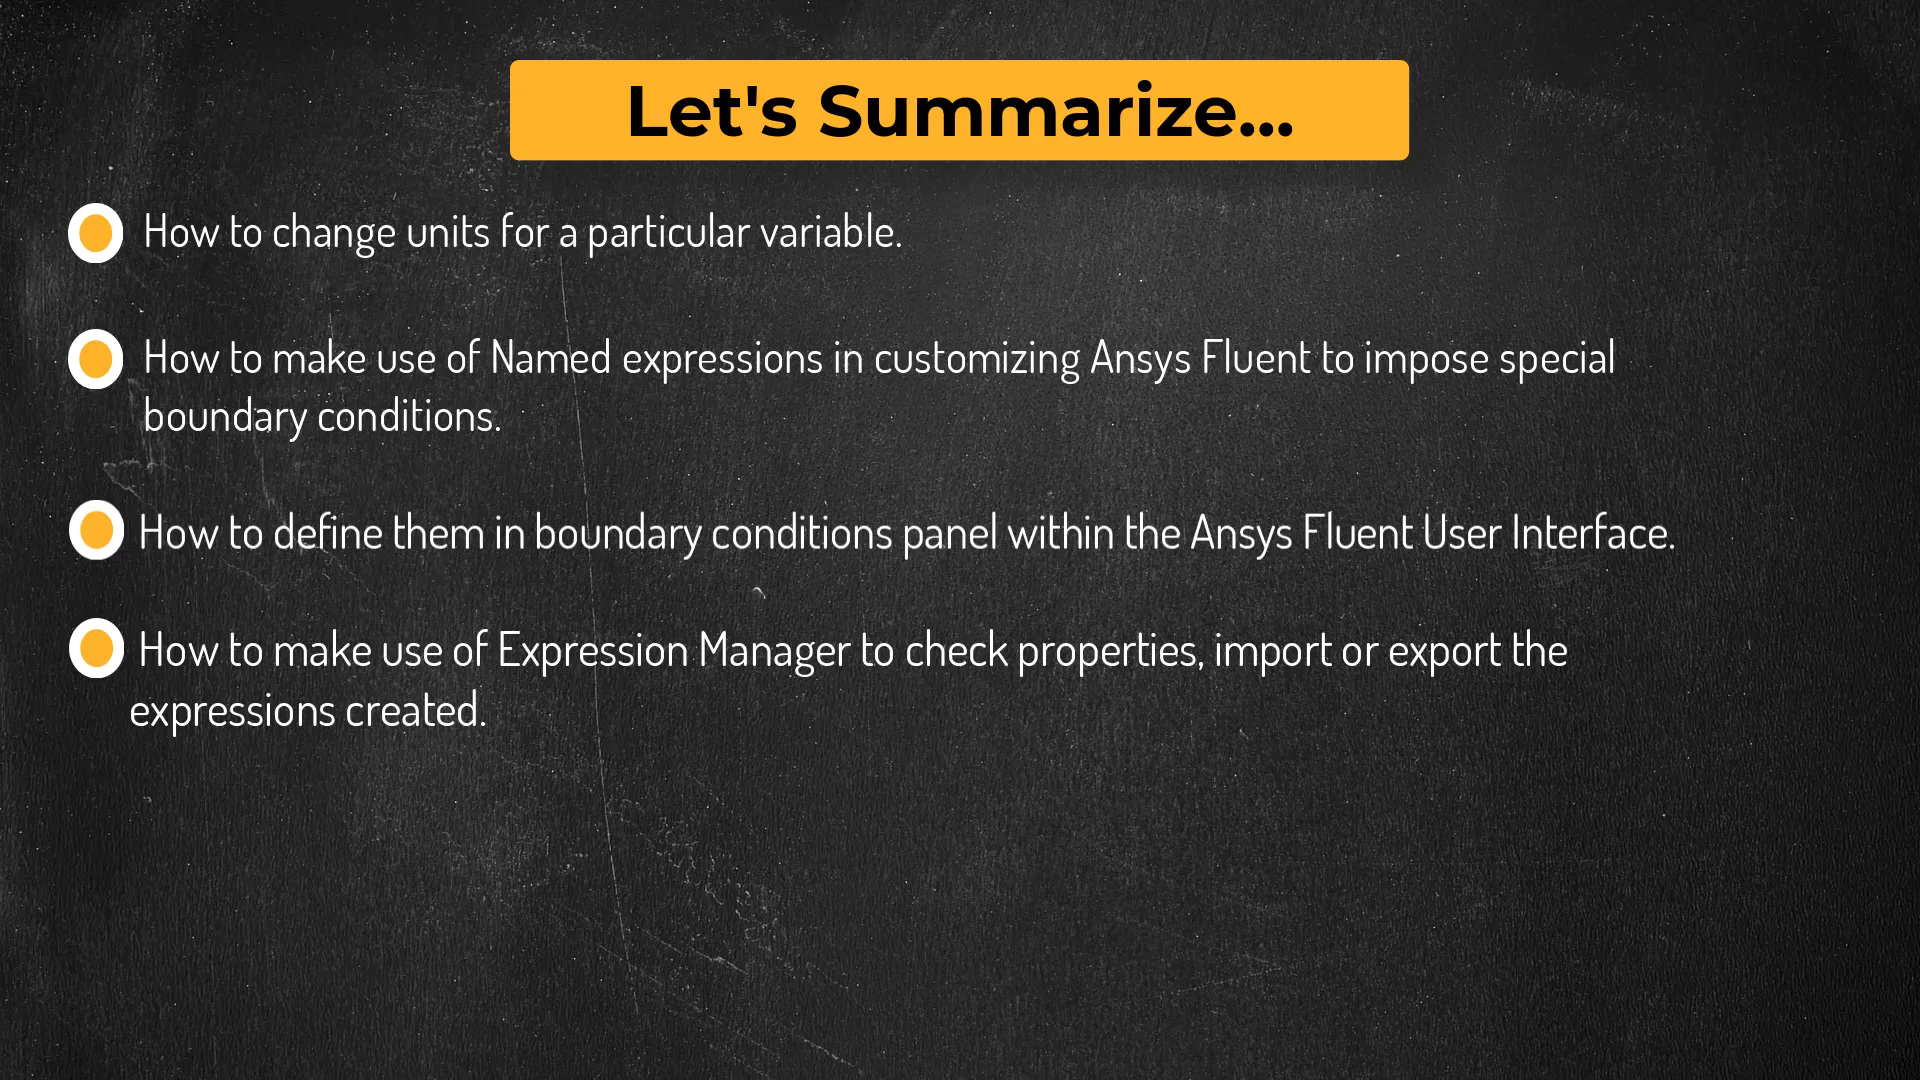 Let's Summarize...
How to change units for a particular variable.
How to make use of Named expressions in customizing Ansys Fluent to impose special
boundary conditions.
How to define them in boundary conditions panel within the Ansys Fluent User Interface.
How to make use of Expression Manager to check properties, import or export the
expressions created.